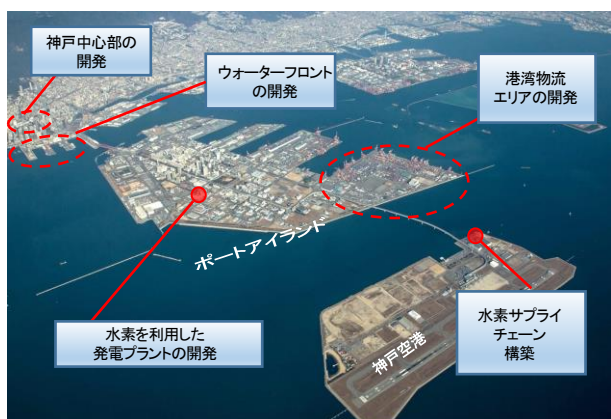 神戸中心部の
開発
ウォーターフロント
の開発
港湾物流
エリアの開発
ポートアイランド
水素を利用した
発電プラントの開発
神戸空港
水素サプライ
チェーン
構築